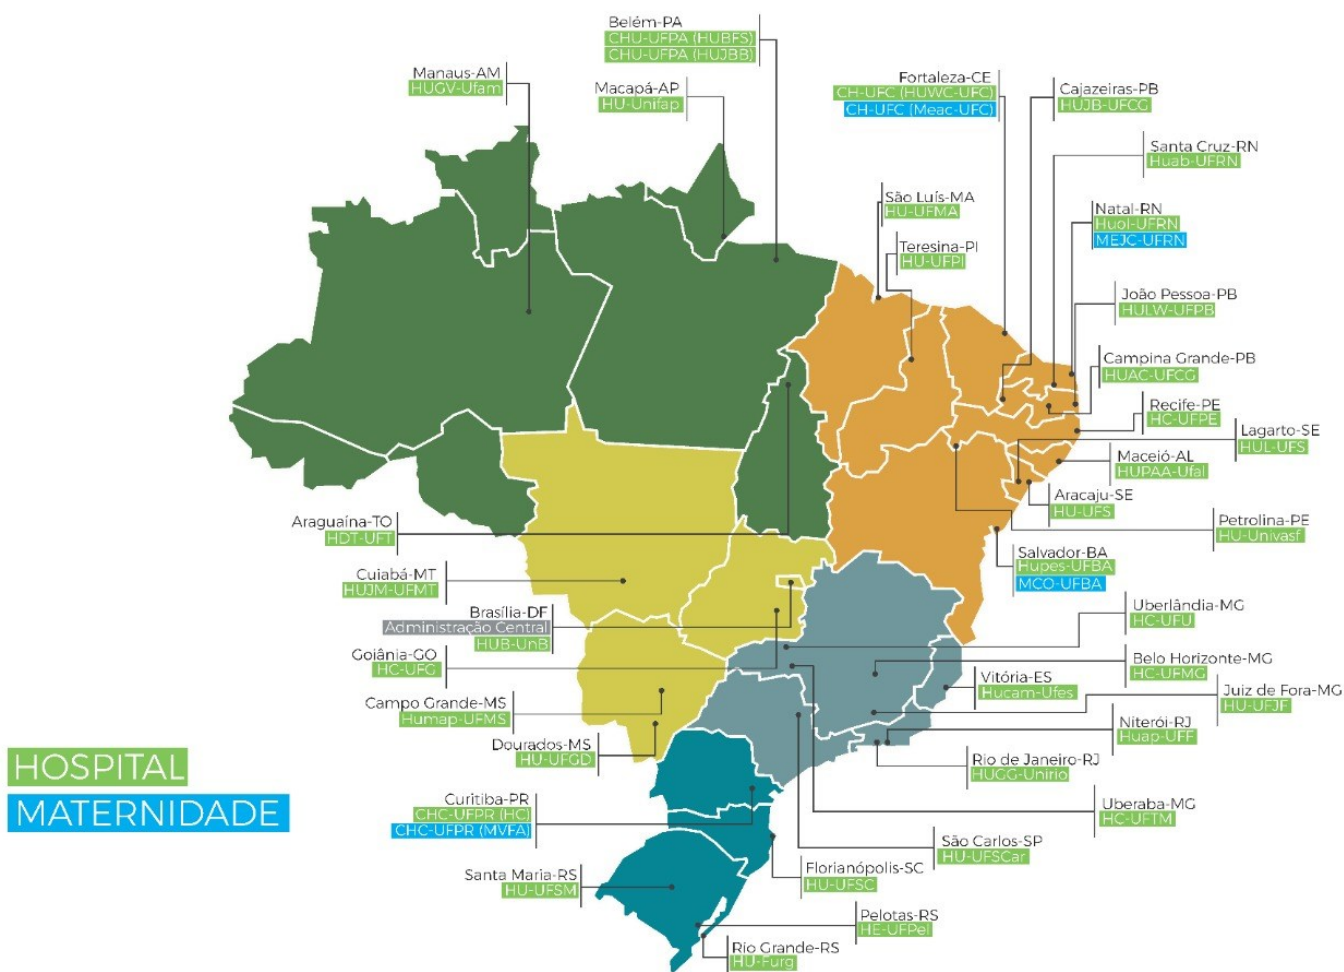 Belém-PA
CHU-UFPA (HUBFS)
CHU-UFPA (HUJBB)
Manaus-AM
HUGV-Ufam
Macapá-AP
HU-Unifap
Fortaleza-CE
CH-UFC (HUWC-UFC)
CH-UFC (Meac-UFC)
Cajazeiras-PB
HUJB-UFCG
Santa Cruz-RN
Huab-UFRN
São Luís-MA
HU-UFMA
Natal-RN
Huol-UFRN
MEJC-UFRN
Teresina-PI
HU-UFPI
João Pessoa-PB
HULW-UFPB
Campina Grande-PB
HUAC-UFCG
Recife-PE
HC-UFPE
Lagarto-SE
HUL-UFS
Maceió-AL
HUPAA-Ufal
Aracaju-SE
HU-UFS
Petrolina-PE
HU-Univasf
Araguaína-TO
HDT-UFT
Salvador-BA
Hupes-UFBA
MCO-UFBA
Cuiabá-MT
HUJM-UFMT
Brasília-DF
Administração Central
HUB-UnB
Uberlândia-MG
HC-UFU
Goiânia-GO
HC-UFG
Belo Horizonte-MG
HC-UFMG
Vitória-ES
Hucam-Ufes
Juiz de Fora-MG
HU-UFJF
Campo Grande-MS
Humap-UFMS
Niterói-RJ
Huap-UFF
Dourados-MS
HU-UFGD
Rio de Janeiro-RJ
HUGG-Unirio
HOSPITAL
MATERNIDADE
Curitiba-PR
CHC-UFPR (HC)
CHC-UFPR (MVFA)
Uberaba-MG
HC-UFTM
São Carlos-SP
HU-UFSCar
Florianópolis-SC
HU-UFSC
Santa Maria-RS
HU-UFSM
Pelotas-RS
HE-UFPel
Rio Grande-RS
HU-Furg